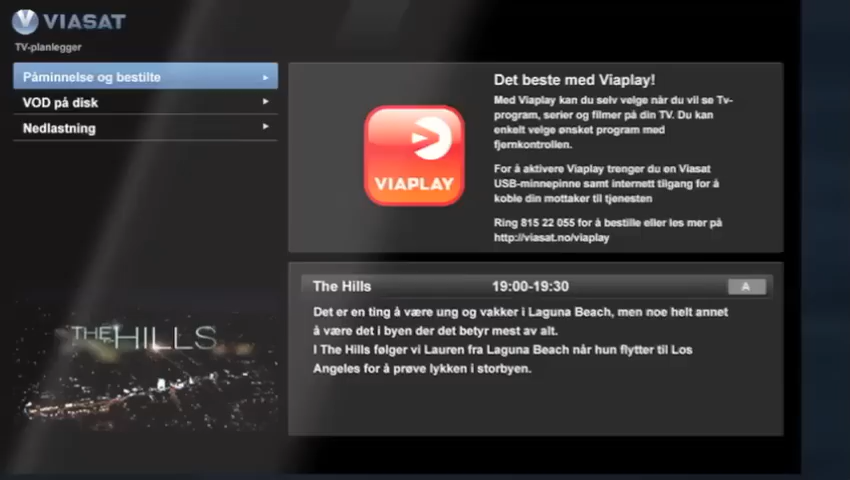 VIASAT
TV-planlegger
Påminnelse og bestilte
VOD på disk
Nedlastning
VIAPLAY
Det beste med Viaplay!
Med Viaplay kan du selv velge når du vil se Tv-
program, serier og filmer på din TV. Du kan
enkelt velge ønsket program med
fjernkontrollen.
For å aktivere Viaplay trenger du en Viasat
USB-minnepinne samt internett tilgang for å
koble din mottaker til tjenesten
Ring 815 22 055 for å bestille eller les mer på
http://viasat.no/viaplay
THE HILLS
The Hills 19:00-19:30 A
Det er en ting å være ung og vakker i Laguna Beach, men noe helt annet
å være det i byen der det betyr mest av alt.
I The Hills følger vi Lauren fra Laguna Beach når hun flytter til Los
Angeles for å prøve lykken i storbyen.